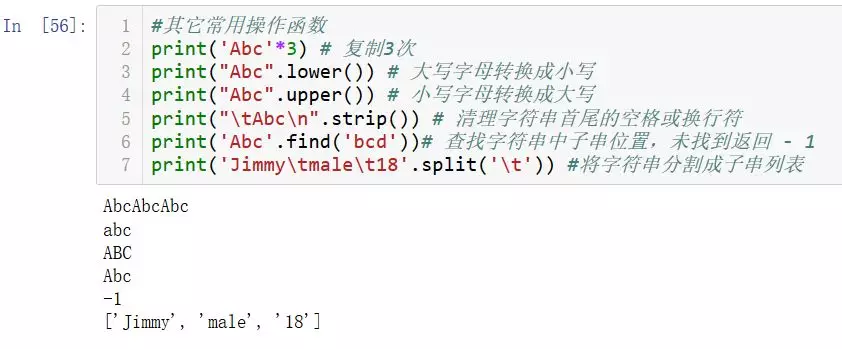 In [56]:
1 #其它常用操作函数
2 print('Abc'*3) # 复制3次
3 print("Abc".lower()) # 大写字母转换成小写
4 print("Abc".upper()) # 小写字母转换成大写
5 print("\tAbc\n".strip()) # 清理字符串首尾的空格或换行符
6 print('Abc'.find('bcd'))# 查找字符串中子串位置，未找到返回 - 1
7 print('Jimmy\tmale\t18'.split('\t')) #将字符串分割成子串列表
AbcAbcAbc
abc
ABC
Abc
-1
['Jimmy', 'male', '18']